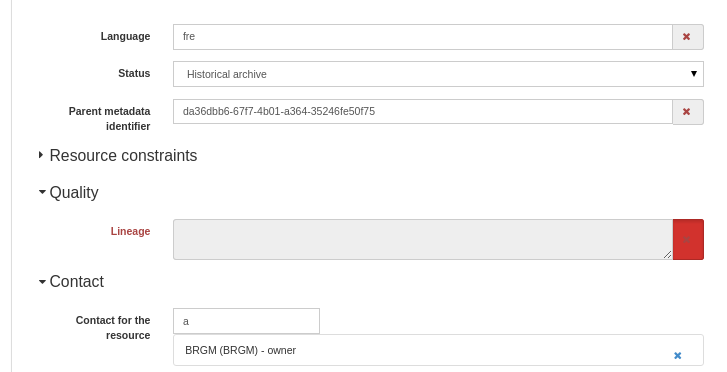 Language fre
Status Historical archive
Parent metadata identifier da36dbb6-67f7-4b01-a364-35246fe50f75
Resource constraints
Quality
Lineage
Contact
Contact for the resource a
BRGM (BRGM) - owner